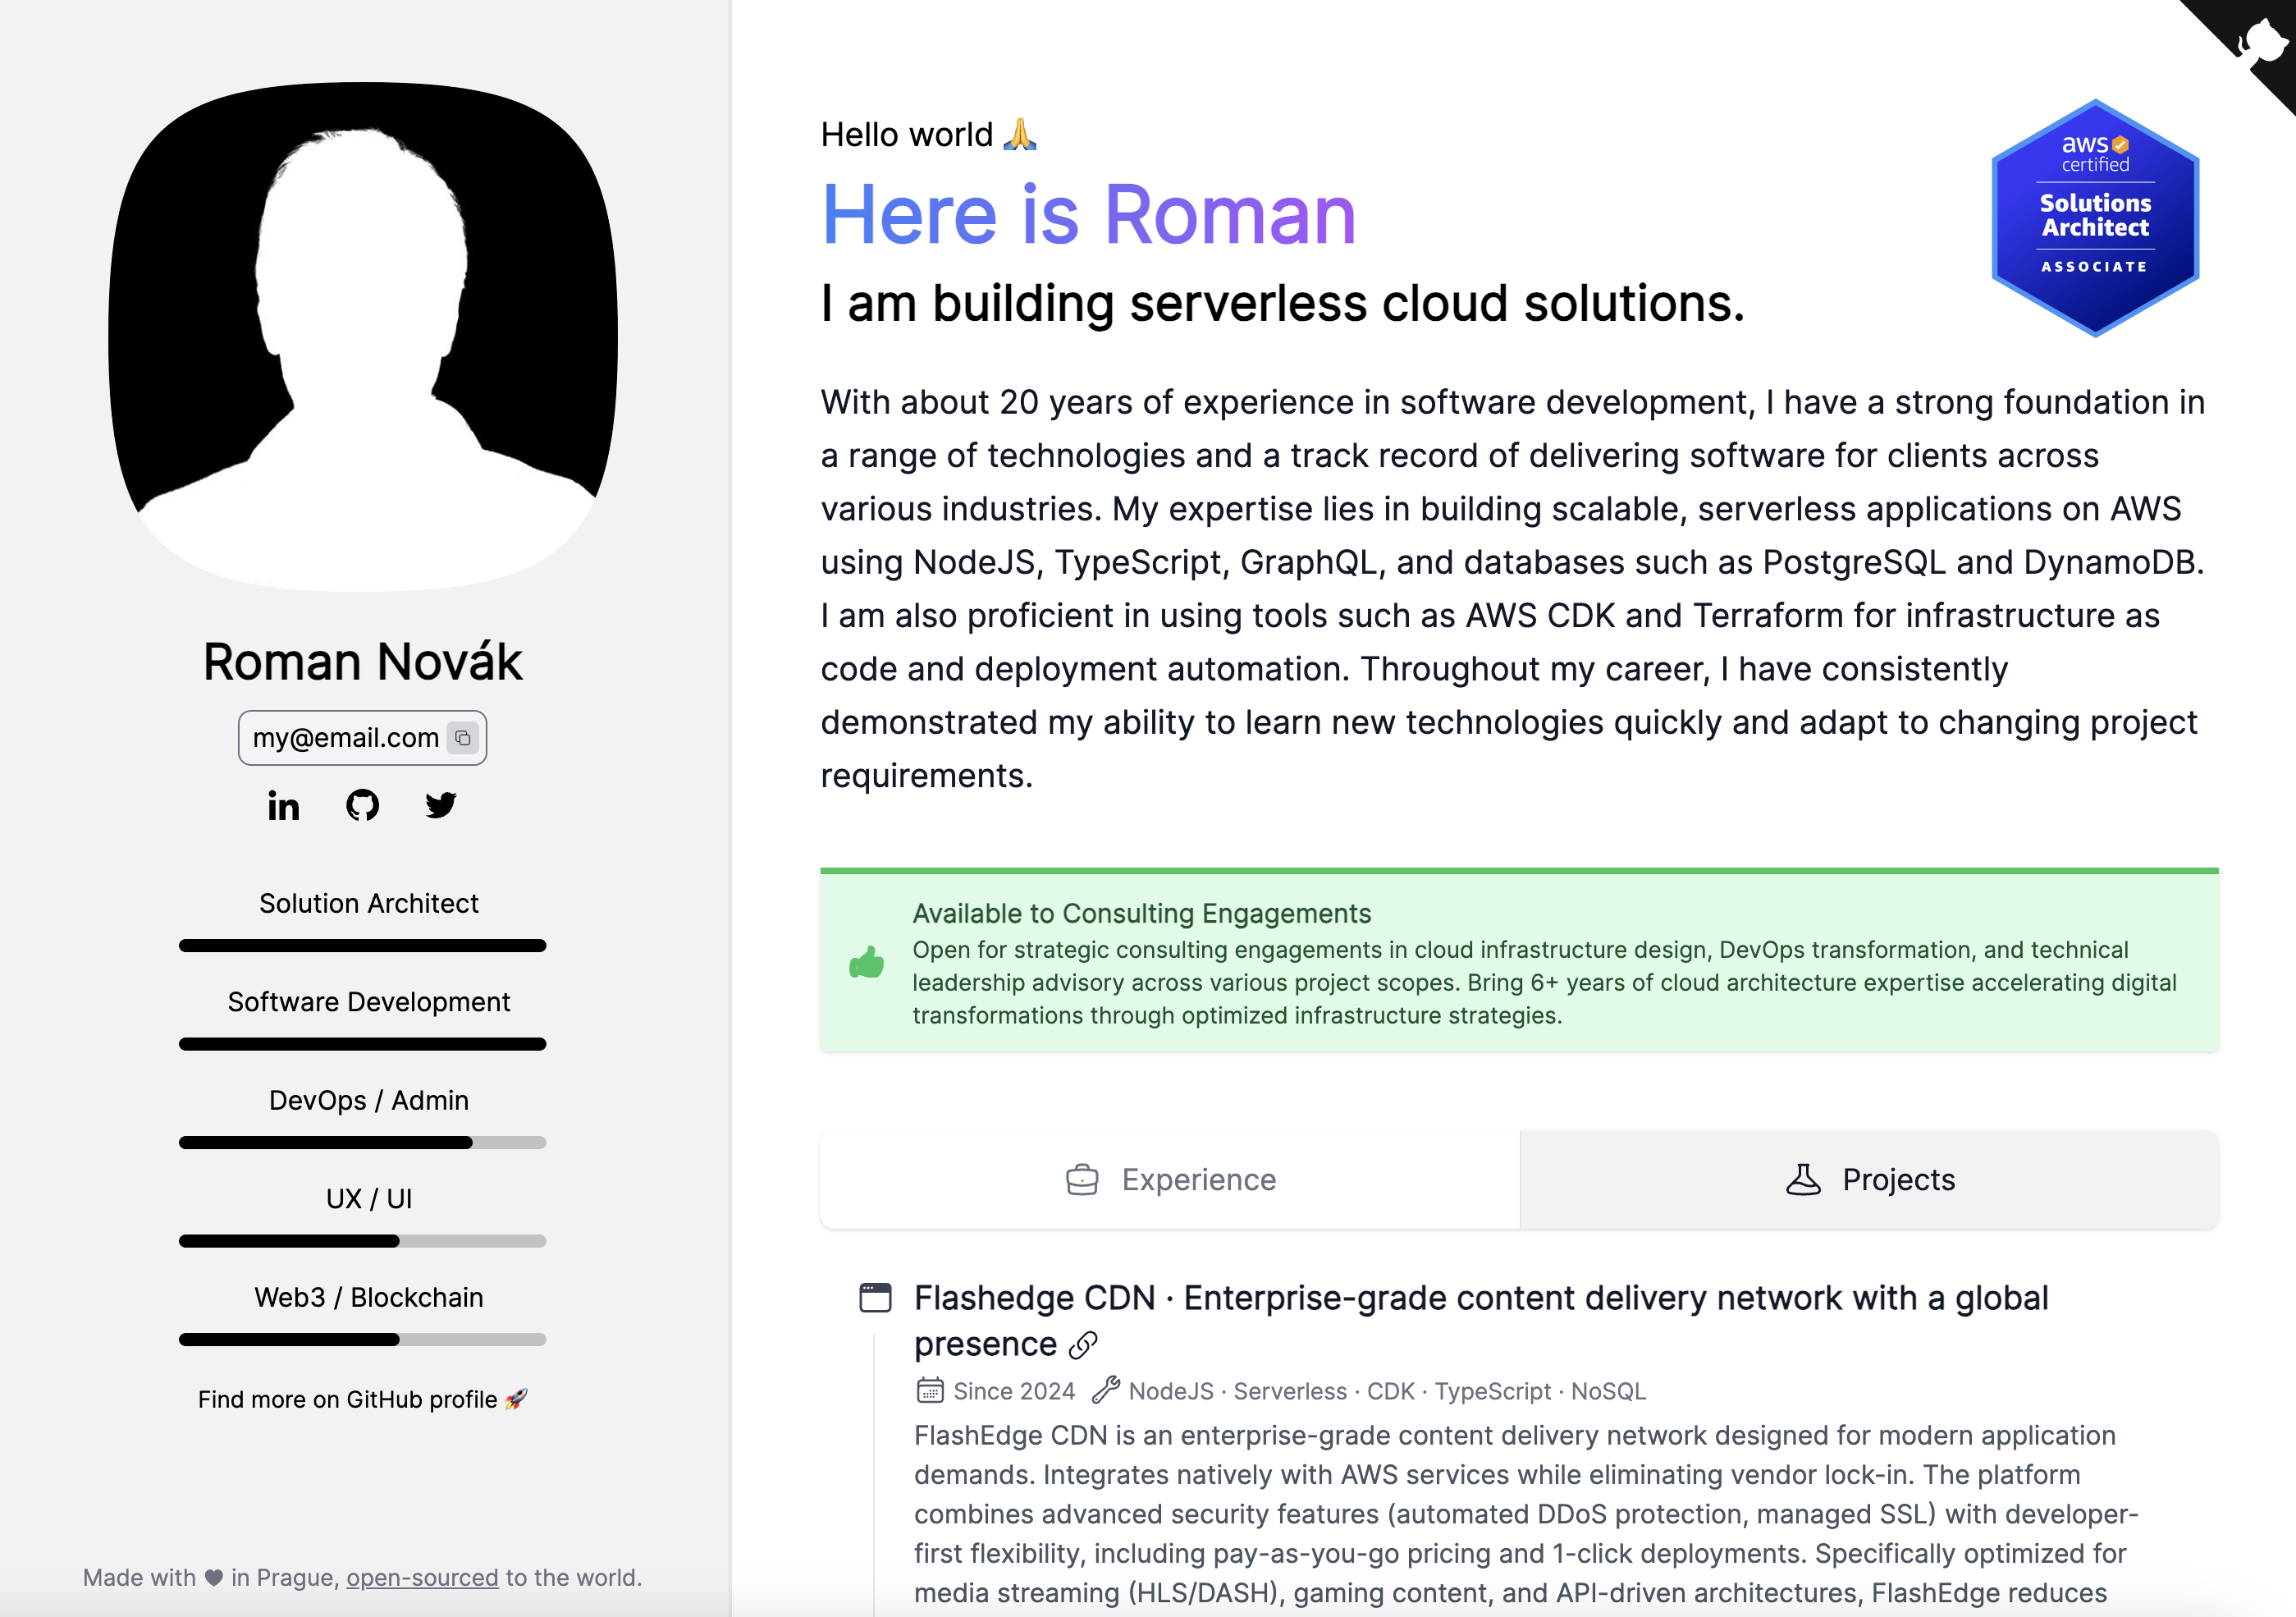 Roman Novák
my@email.com
Solution Architect
Software Development
DevOps / Admin
UX / UI
Web3 / Blockchain
Find more on GitHub profile 🚀
Made with ♥ in Prague, open-sourced to the world.
Hello world 🙏
Here is Roman
I am building serverless cloud solutions.
aws
certified
Solutions
Architect
ASSOCIATE
With about 20 years of experience in software development, I have a strong foundation in
a range of technologies and a track record of delivering software for clients across
various industries. My expertise lies in building scalable, serverless applications on AWS
using NodeJS, TypeScript, GraphQL, and databases such as PostgreSQL and DynamoDB.
I am also proficient in using tools such as AWS CDK and Terraform for infrastructure as
code and deployment automation. Throughout my career, I have consistently
demonstrated my ability to learn new technologies quickly and adapt to changing project
requirements.
Available to Consulting Engagements
Open for strategic consulting engagements in cloud infrastructure design, DevOps transformation, and technical
leadership advisory across various project scopes. Bring 6+ years of cloud architecture expertise accelerating digital
transformations through optimized infrastructure strategies.
Experience
Projects
Flashedge CDN · Enterprise-grade content delivery network with a global
presence
Since 2024 NodeJS · Serverless · CDK · TypeScript · NoSQL
FlashEdge CDN is an enterprise-grade content delivery network designed for modern application
demands. Integrates natively with AWS services while eliminating vendor lock-in. The platform
combines advanced security features (automated DDoS protection, managed SSL) with developer-
first flexibility, including pay-as-you-go pricing and 1-click deployments. Specifically optimized for
media streaming (HLS/DASH), gaming content, and API-driven architectures, FlashEdge reduces